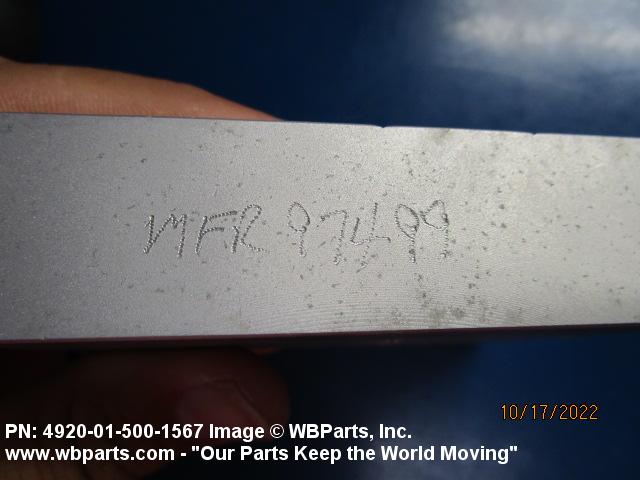 MFR 97499
10/17/2022
PN: 4920-01-500-1567 Image © WBParts, Inc.
www.wbparts.com - "Our Parts Keep the World Moving"